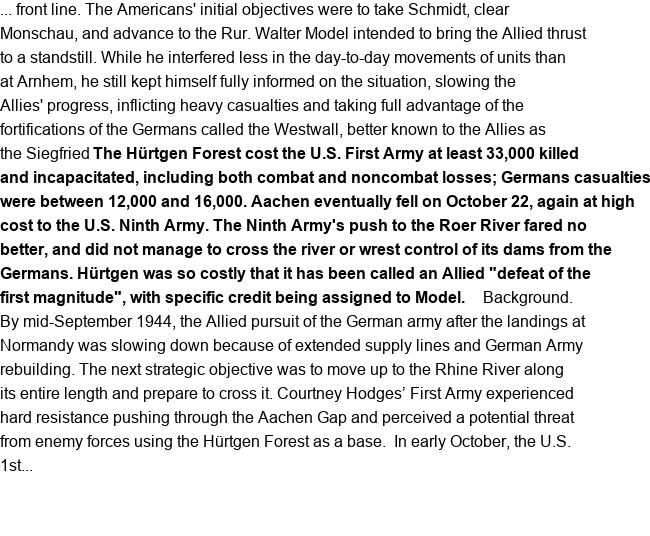 ... front line. The Americans' initial objectives were to take Schmidt, clear
Monschau, and advance to the Rur. Walter Model intended to bring the Allied thrust
to a standstill. While he interfered less in the day-to-day movements of units than
at Arnhem, he still kept himself fully informed on the situation, slowing the
Allies' progress, inflicting heavy casualties and taking full advantage of the
fortifications of the Germans called the Westwall, better known to the Allies as
the Siegfried The Hürtgen Forest cost the U.S. First Army at least 33,000 killed
and incapacitated, including both combat and noncombat losses; Germans casualties
were between 12,000 and 16,000. Aachen eventually fell on October 22, again at high
cost to the U.S. Ninth Army. The Ninth Army's push to the Roer River fared no
better, and did not manage to cross the river or wrest control of its dams from the
Germans. Hürtgen was so costly that it has been called an Allied "defeat of the
first magnitude", with specific credit being assigned to Model. Background.
By mid-September 1944, the Allied pursuit of the German army after the landings at
Normandy was slowing down because of extended supply lines and German Army
rebuilding. The next strategic objective was to move up to the Rhine River along
its entire length and prepare to cross it. Courtney Hodges’ First Army experienced
hard resistance pushing through the Aachen Gap and perceived a potential threat
from enemy forces using the Hürtgen Forest as a base. In early October, the U.S.
1st...